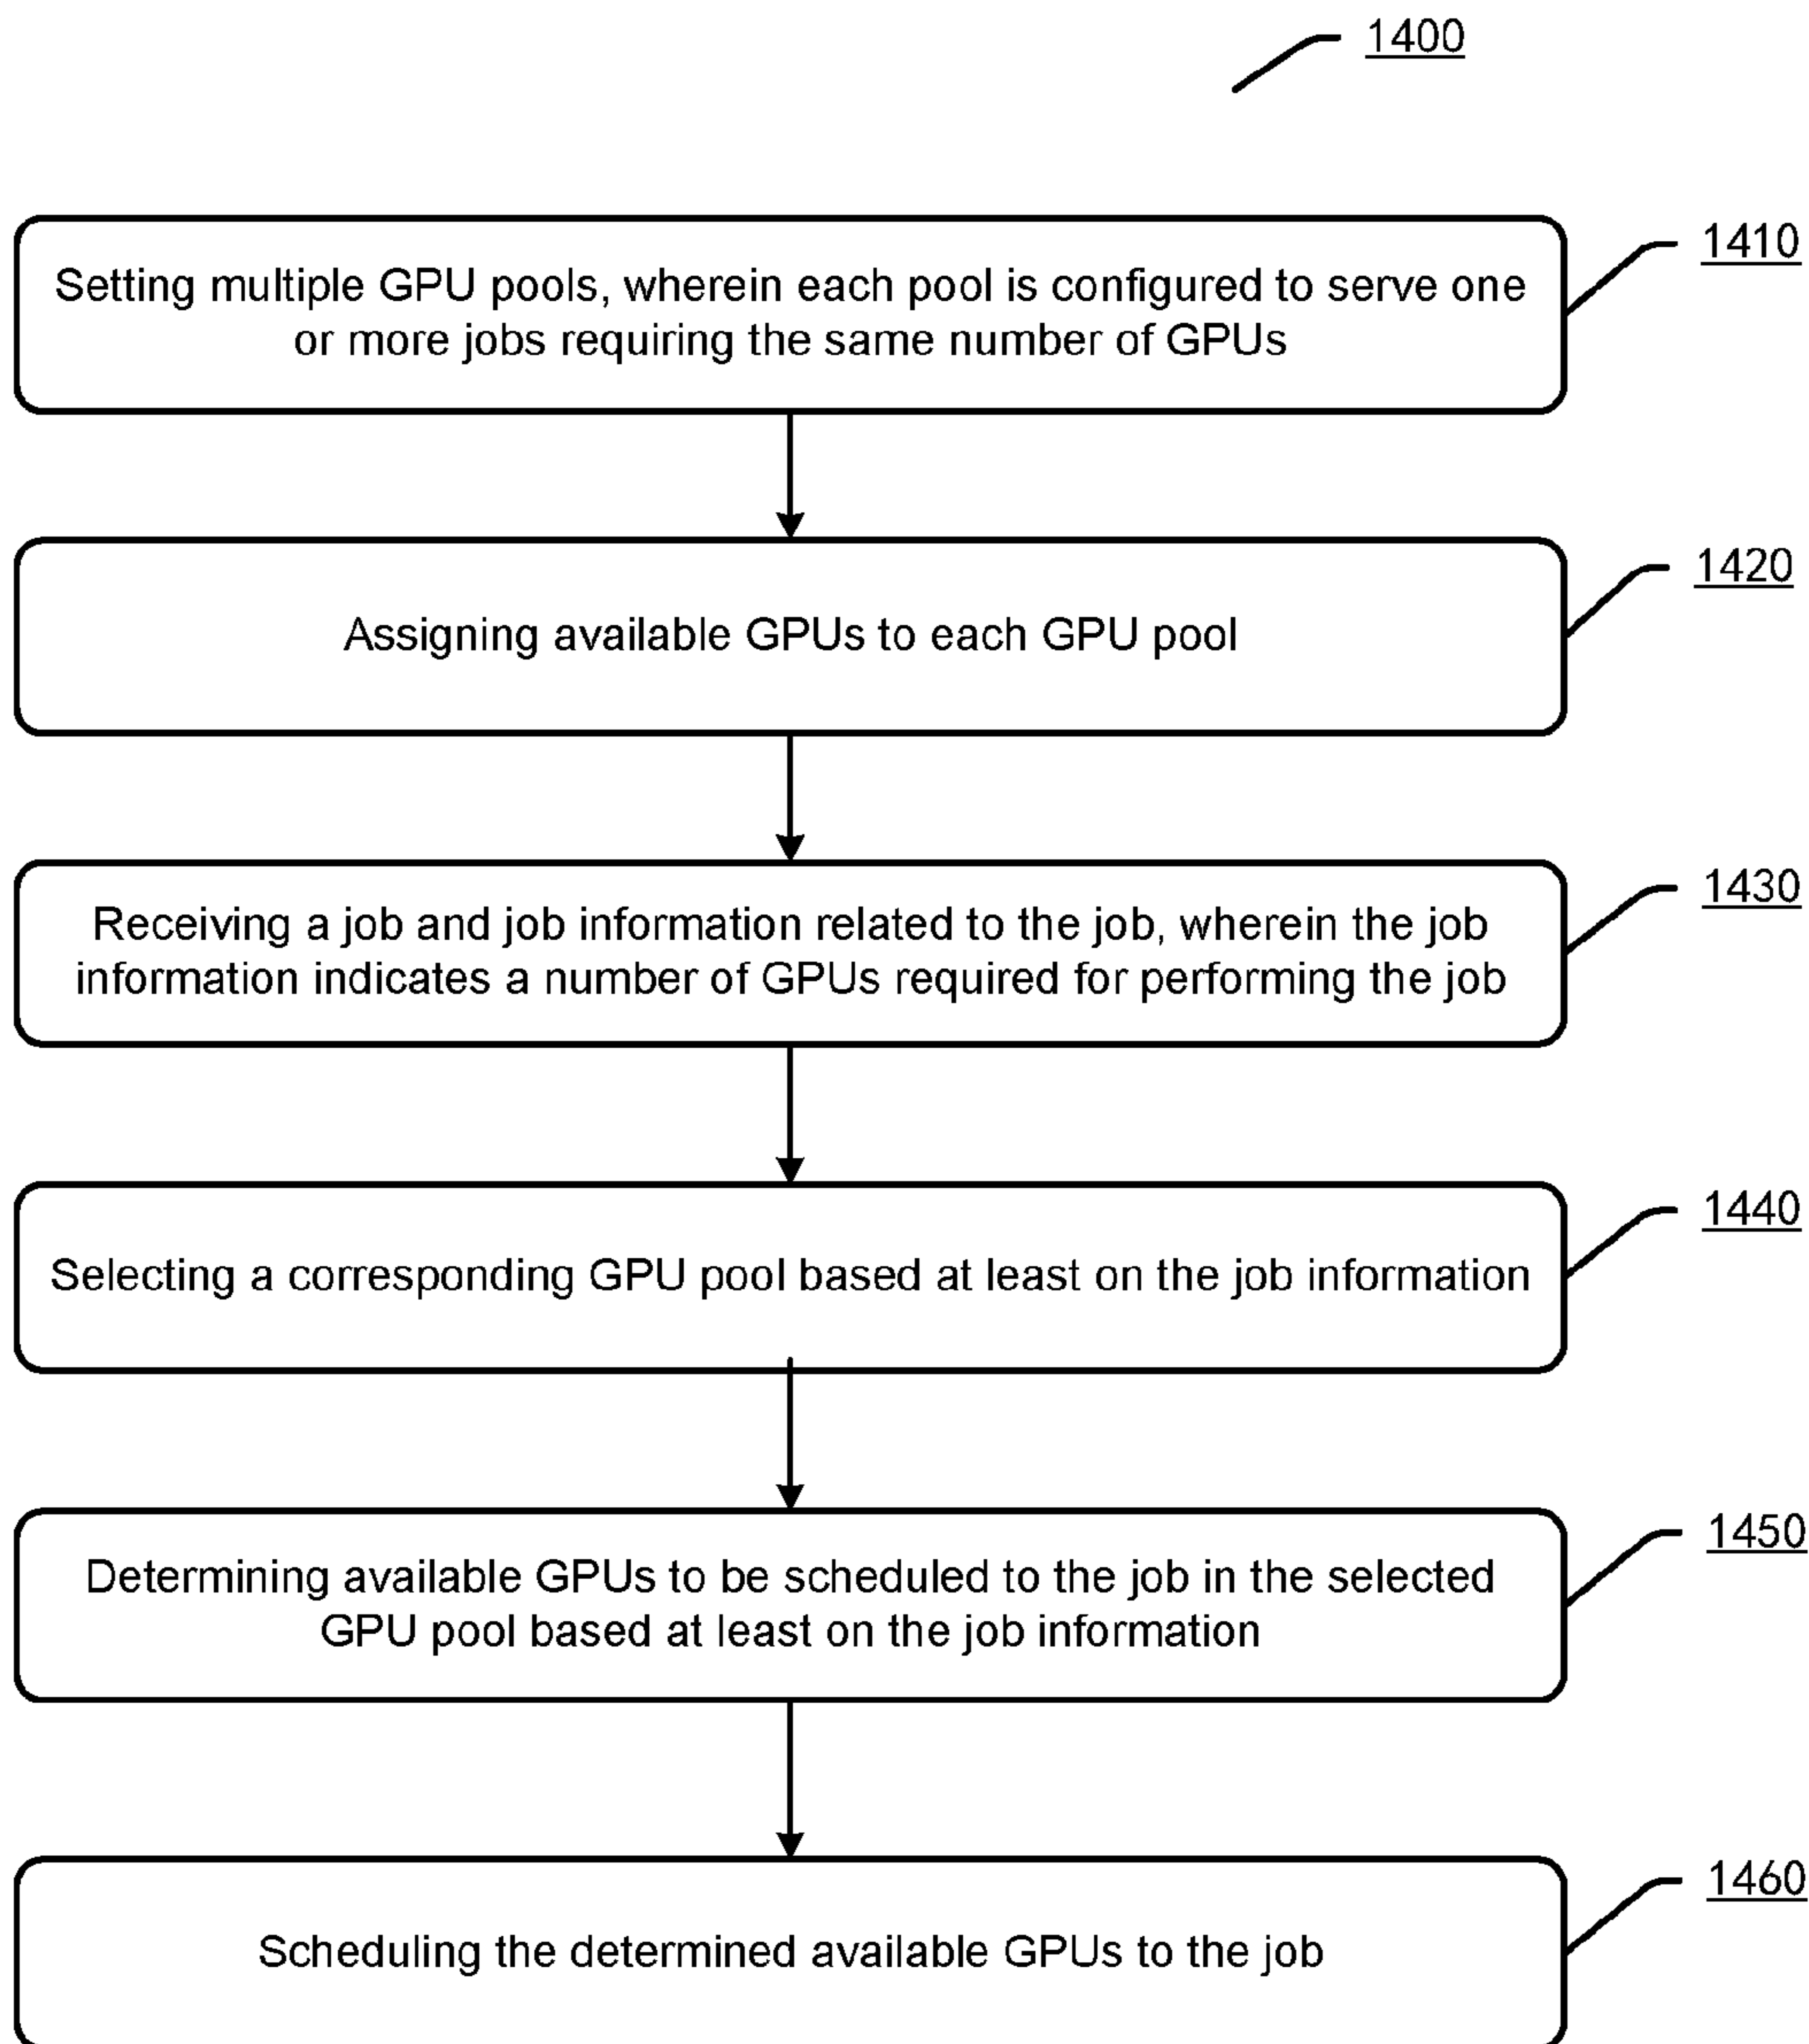 1400
Setting multiple GPU pools, wherein each pool is configured to serve one
or more jobs requiring the same number of GPUs
1410
Assigning available GPUs to each GPU pool
1420
Receiving a job and job information related to the job, wherein the job
information indicates a number of GPUs required for performing the job
1430
Selecting a corresponding GPU pool based at least on the job information
1440
Determining available GPUs to be scheduled to the job in the selected
GPU pool based at least on the job information
1450
Scheduling the determined available GPUs to the job
1460